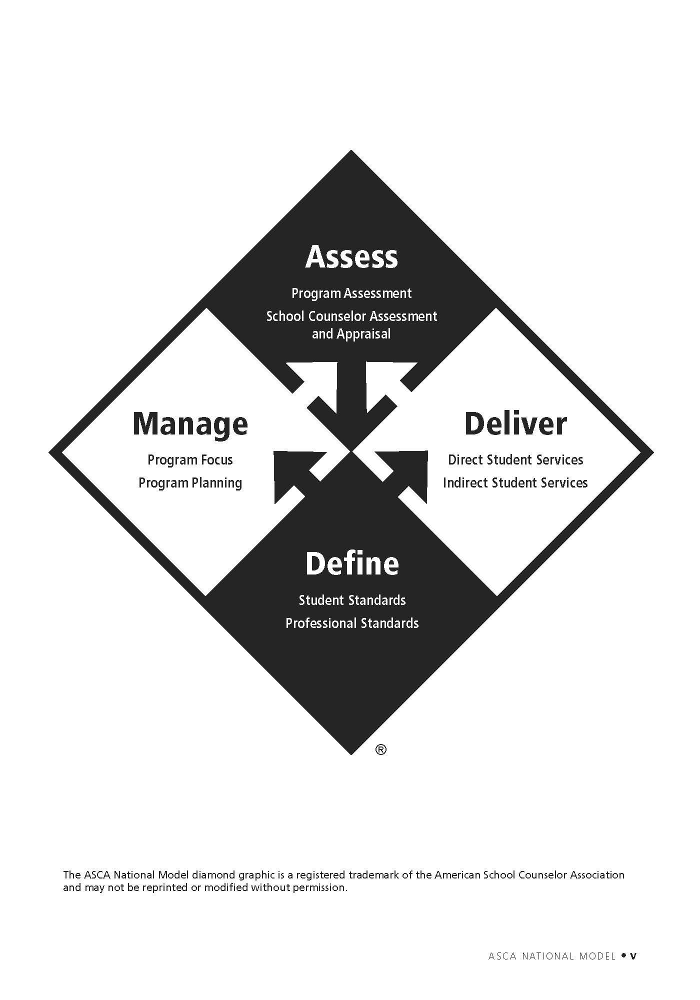 Assess
Program Assessment
School Counselor Assessment
and Appraisal
Manage
Program Focus
Program Planning
Deliver
Direct Student Services
Indirect Student Services
Define
Student Standards
Professional Standards
®
The ASCA National Model diamond graphic is a registered trademark of the American School Counselor Association
and may not be reprinted or modified without permission.
ASCA NATIONAL MODEL • v